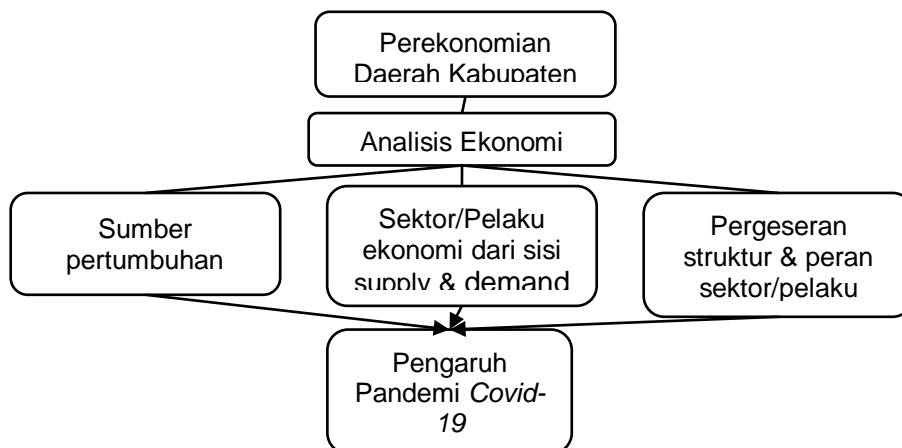 Perekonomian
Daerah Kabupaten
Analisis Ekonomi
Sumber
pertumbuhan
Sektor/Pelaku
ekonomi dari sisi
supply & demand
Pergeseran
struktur & peran
sektor/pelaku
Pengaruh
Pandemi Covid-
19